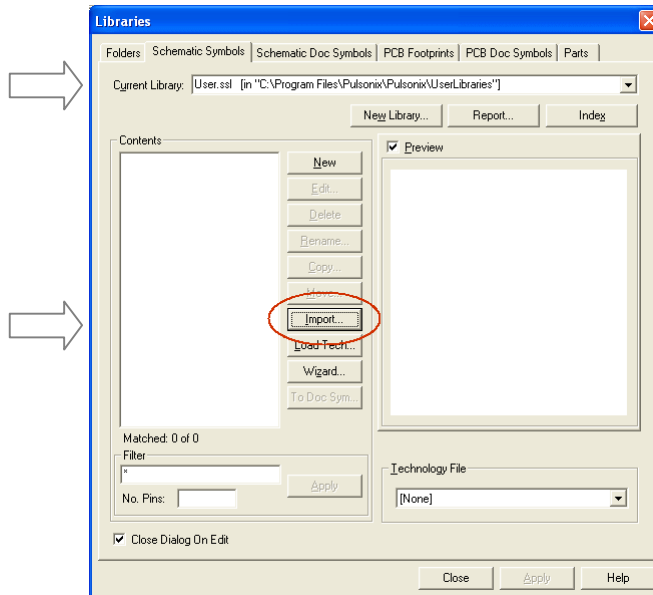 Libraries
Folders Schematic Symbols Schematic Doc Symbols PCB Footprints PCB Doc Symbols Parts
Current Library: User.ssl [in "C:\Program Files\Pulsonix\Pulsonix\UserLibraries"]
New Library... Report... Index
Contents
Preview
New
Edit...
Delete
Rename...
Copy...
Move...
Import...
Load Tech...
Wizard...
To Doc Sym...
Matched: 0 of 0
Filter
*
Apply
No. Pins:
Technology File
[None]
Close Dialog On Edit
Close Apply Help